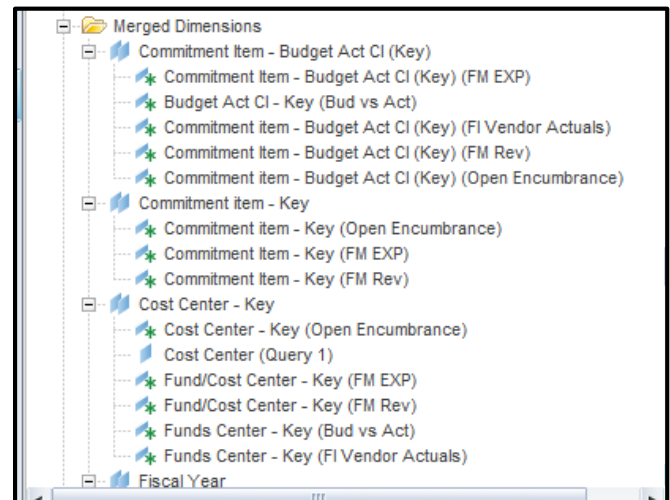 Merged Dimensions
Commitment Item - Budget Act CI (Key)
Commitment Item - Budget Act CI (Key) (FM EXP)
Budget Act CI - Key (Bud vs Act)
Commitment item - Budget Act CI (Key) (FI Vendor Actuals)
Commitment item - Budget Act CI (Key) (FM Rev)
Commitment item - Budget Act CI (Key) (Open Encumbrance)
Commitment item - Key
Commitment item - Key (Open Encumbrance)
Commitment Item - Key (FM EXP)
Commitment Item - Key (FM Rev)
Cost Center - Key
Cost Center - Key (Open Encumbrance)
Cost Center (Query 1)
Fund/Cost Center - Key (FM EXP)
Fund/Cost Center - Key (FM Rev)
Funds Center - Key (Bud vs Act)
Funds Center - Key (FI Vendor Actuals)
Fiscal Year